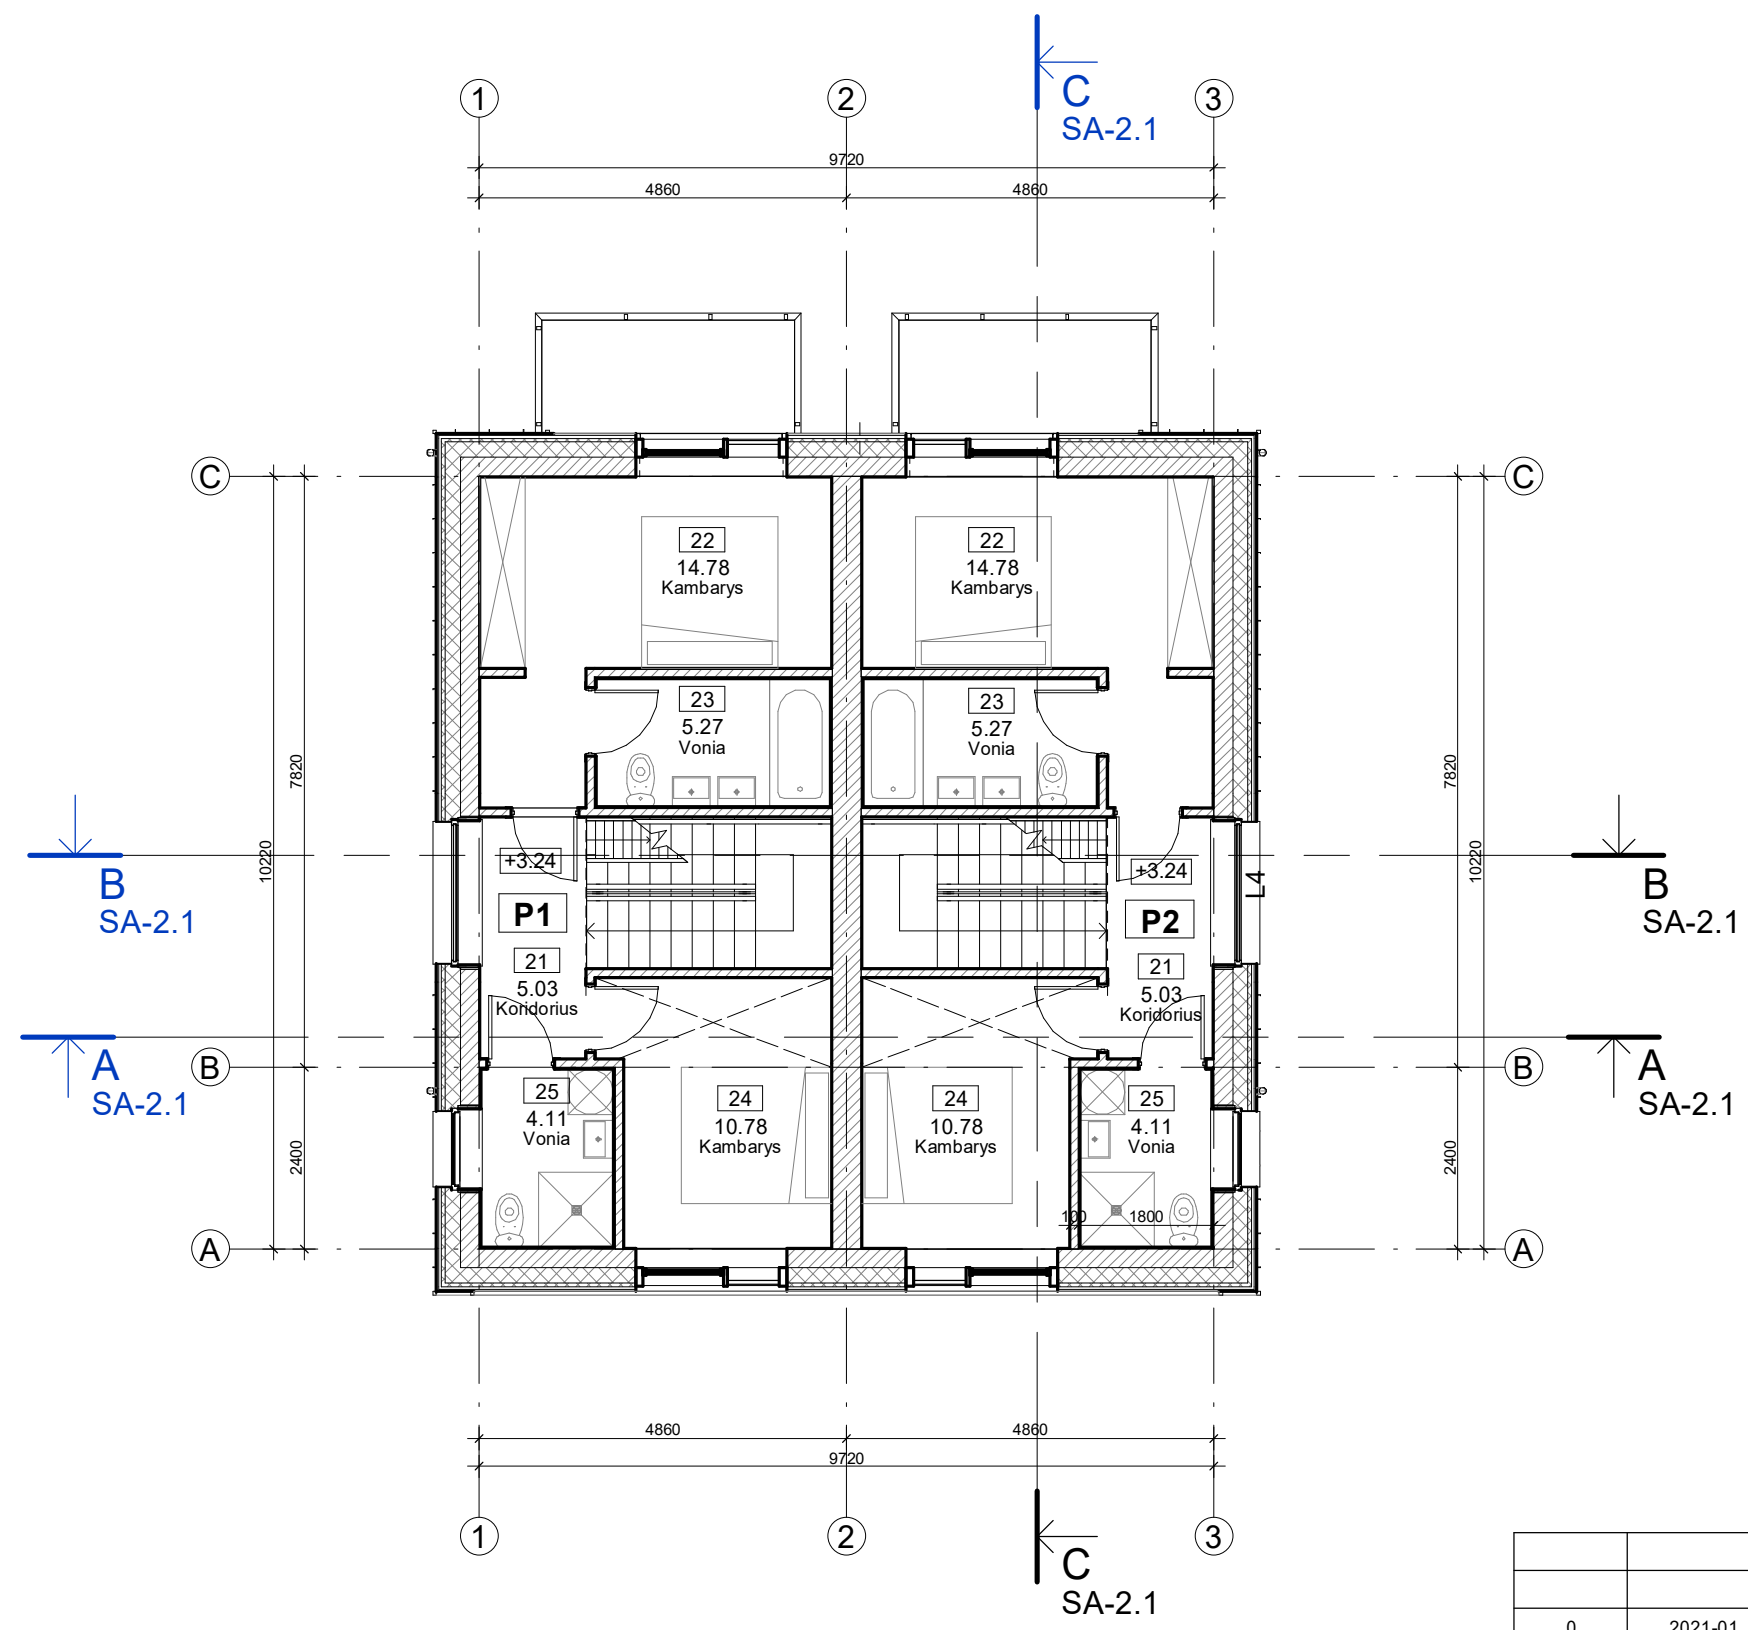 C
SA-2.1
1
2
3
9720
4860
4860
C
C
22
14.78
Kambarys
22
14.78
Kambarys
23
5.27
Vonia
23
5.27
Vonia
7820
10220
7820
10220
B
SA-2.1
+3.24
P1
21
5.03
Koridorius
+3.24
P2
21
5.03
Koridorius
L4
B
SA-2.1
A
SA-2.1
A
SA-2.1
B
B
25
4.11
Vonia
24
10.78
Kambarys
24
10.78
Kambarys
25
4.11
Vonia
2400
2400
100
1800
A
A
4860
4860
9720
1
2
3
C
SA-2.1
0
2021-01